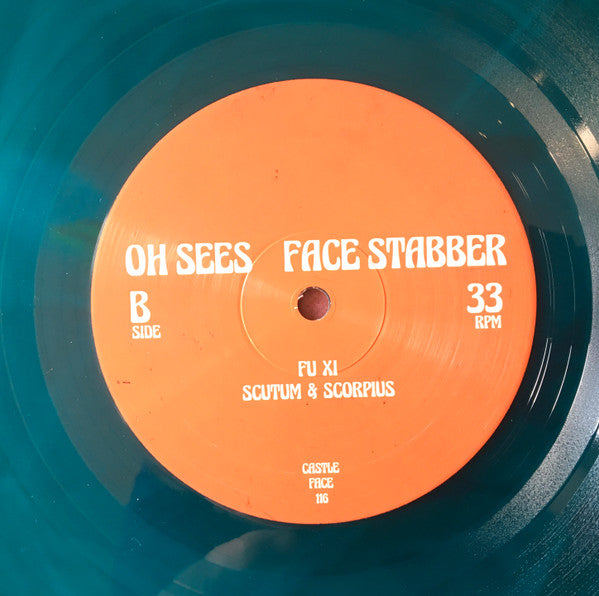 OH SEES FACE STABBER
B
SIDE
33
RPM
FU XI
SCUTUM & SCORPIUS
CASTLE
FACE
116